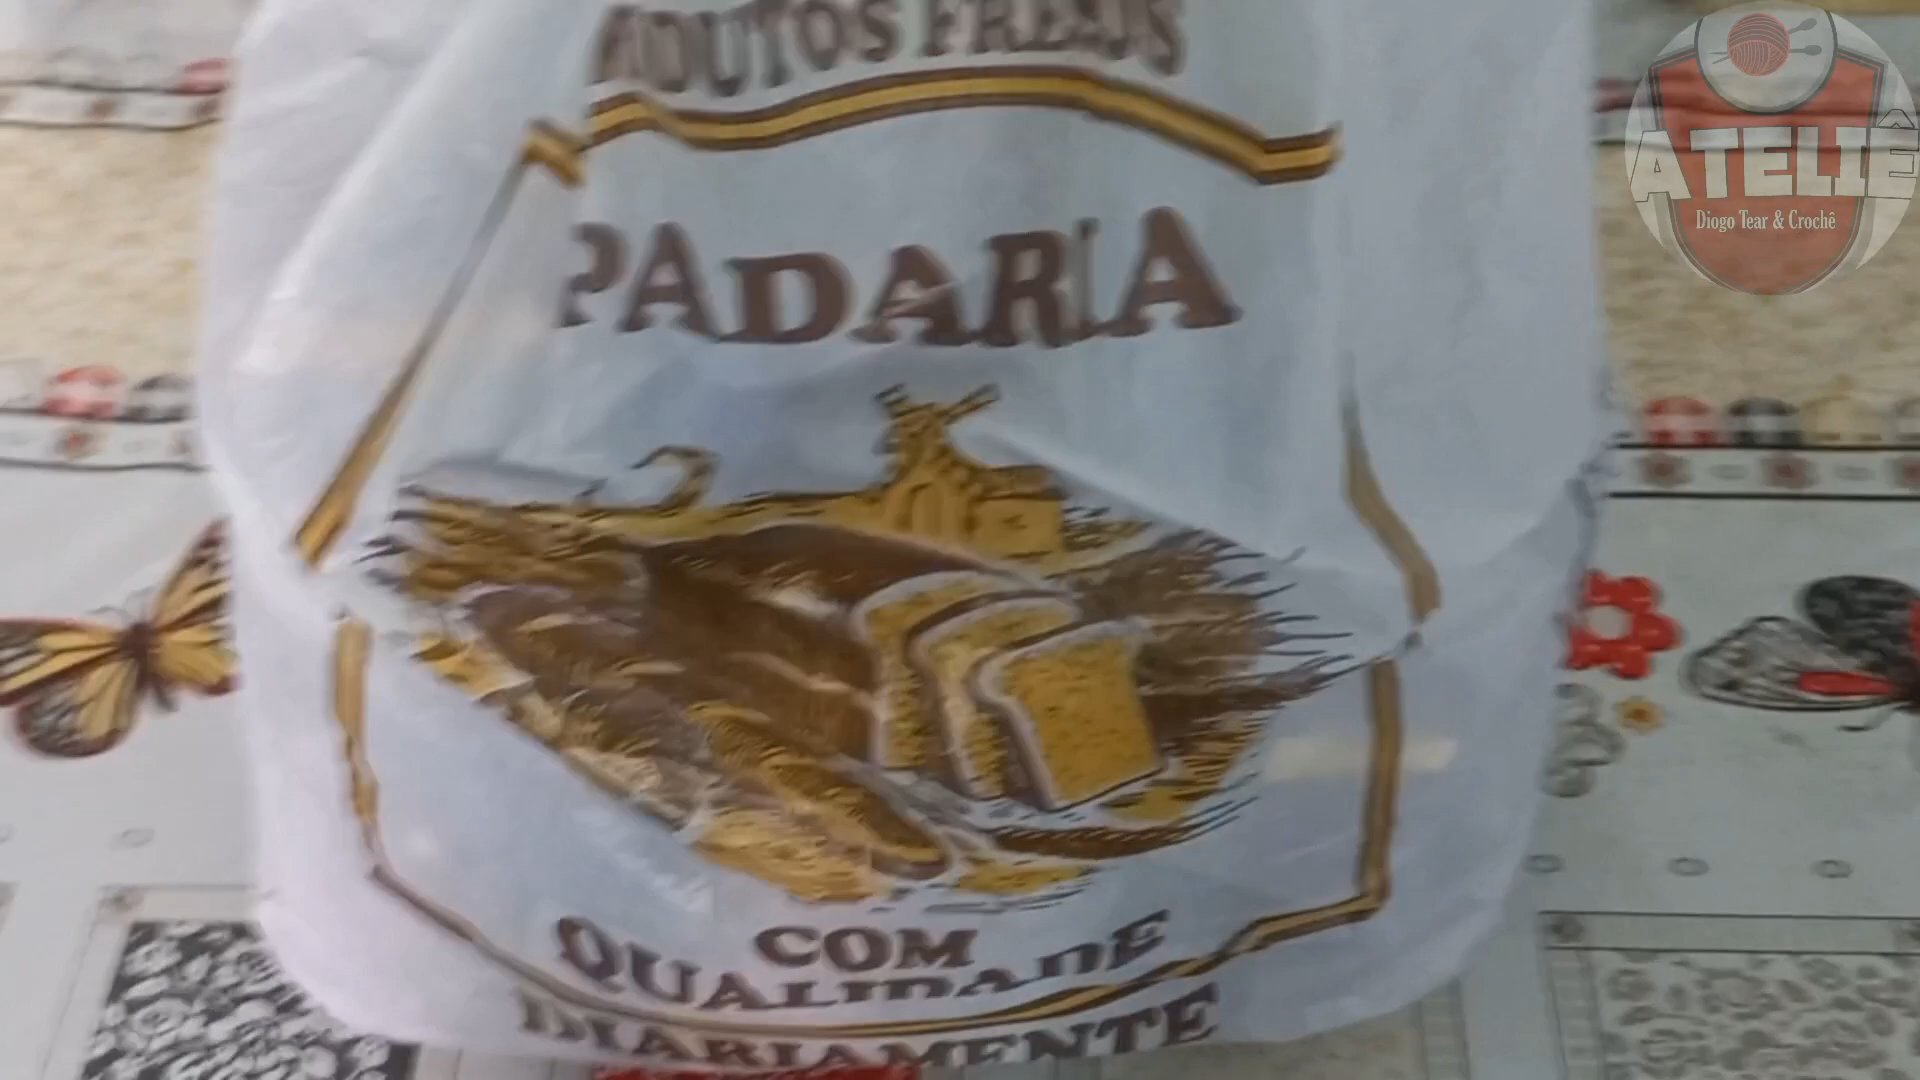 PADARIA
COM
QUALIDADE
DIARIAMENTE
ATELIÊ
Diogo Tear & Crochê